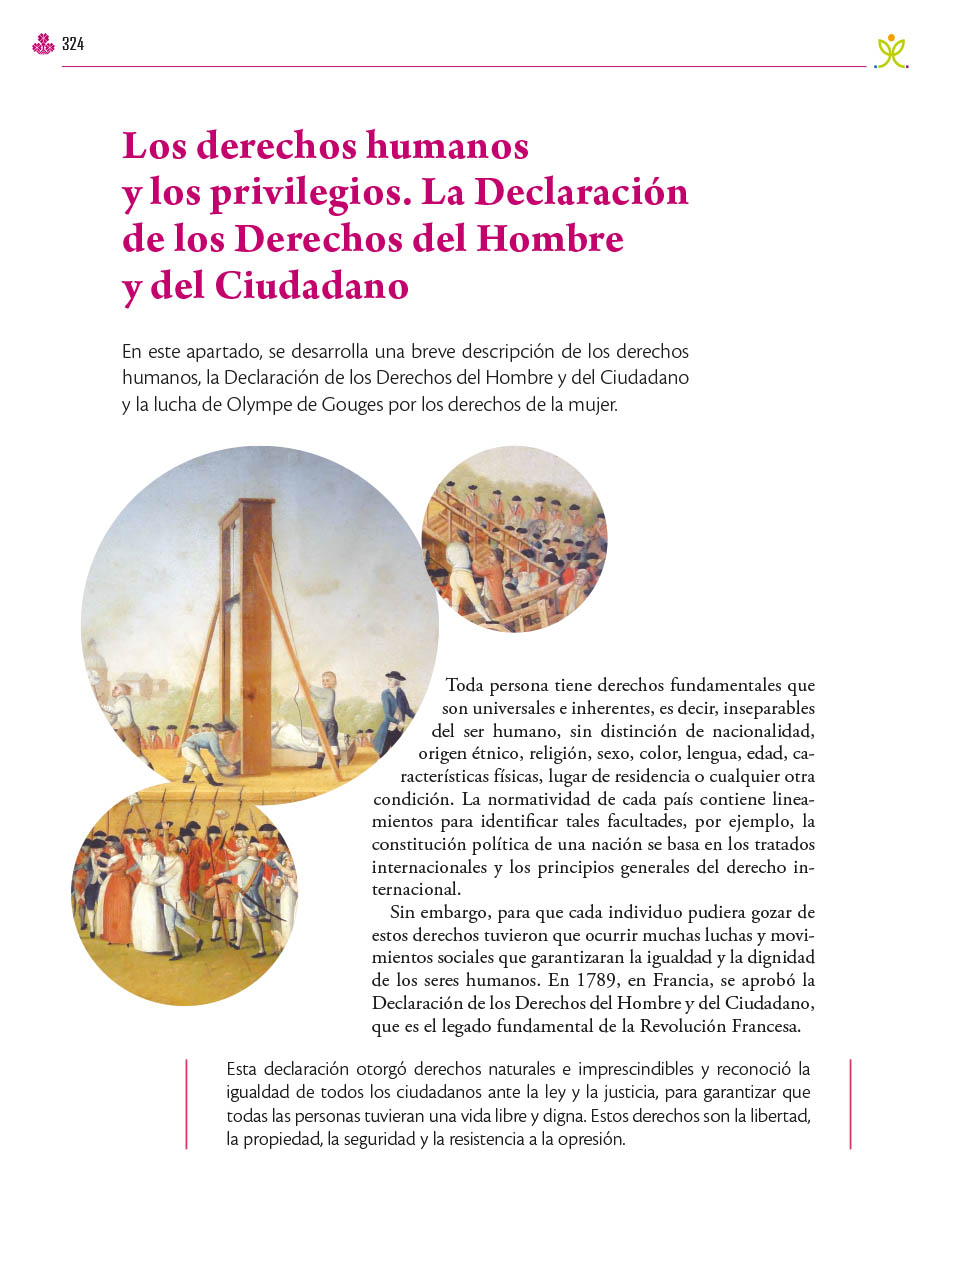 324
Los derechos humanos
y los privilegios. La Declaración
de los Derechos del Hombre
y del Ciudadano
En este apartado, se desarrolla una breve descripción de los derechos
humanos, la Declaración de los Derechos del Hombre y del Ciudadano
y la lucha de Olympe de Gouges por los derechos de la mujer.
Toda persona tiene derechos fundamentales que
son universales e inherentes, es decir, inseparables
del ser humano, sin distinción de nacionalidad,
origen étnico, religión, sexo, color, lengua, edad, ca-
racterísticas físicas, lugar de residencia o cualquier otra
condición. La normatividad de cada país contiene linea-
mientos para identificar tales facultades, por ejemplo, la
constitución política de una nación se basa en los tratados
internacionales y los principios generales del derecho in-
ternacional.
Sin embargo, para que cada individuo pudiera gozar de
estos derechos tuvieron que ocurrir muchas luchas y movi-
mientos sociales que garantizaran la igualdad y la dignidad
de los seres humanos. En 1789, en Francia, se aprobó la
Declaración de los Derechos del Hombre y del Ciudadano,
que es el legado fundamental de la Revolución Francesa.
Esta declaración otorgó derechos naturales e imprescindibles y reconoció la
igualdad de todos los ciudadanos ante la ley y la justicia, para garantizar que
todas las personas tuvieran una vida libre y digna. Estos derechos son la libertad,
la propiedad, la seguridad y la resistencia a la opresión.